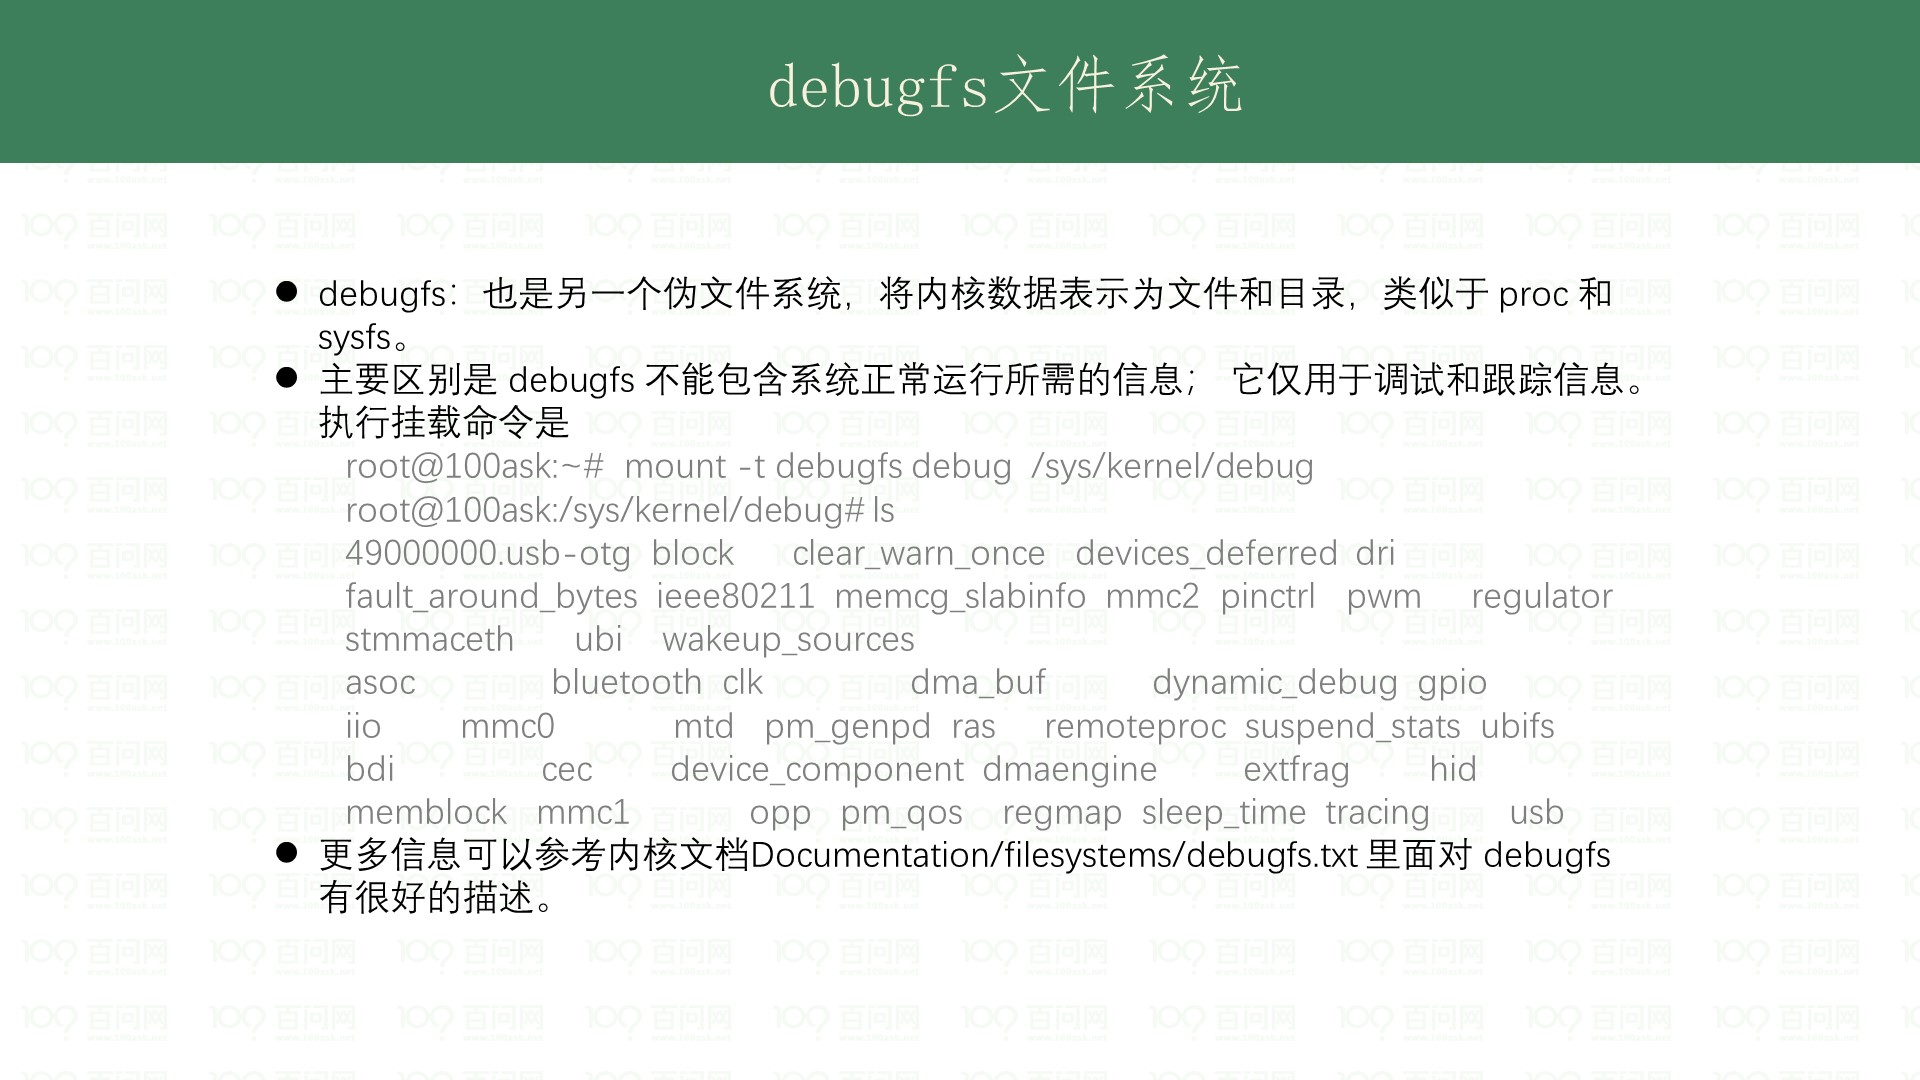 debugfs文件系统
debugfs：也是另一个伪文件系统，将内核数据表示为文件和目录，类似于 proc 和
sysfs。
主要区别是 debugfs 不能包含系统正常运行所需的信息； 它仅用于调试和跟踪信息。
执行挂载命令是
root@100ask:~#  mount -t debugfs debug  /sys/kernel/debug
root@100ask:/sys/kernel/debug# ls
49000000.usb-otg  block      clear_warn_once   devices_deferred  dri
fault_around_bytes  ieee80211  memcg_slabinfo  mmc2  pinctrl   pwm     regulator
stmmaceth      ubi    wakeup_sources
asoc              bluetooth  clk               dma_buf           dynamic_debug  gpio
iio        mmc0            mtd   pm_genpd  ras     remoteproc  suspend_stats  ubifs
bdi               cec        device_component  dmaengine         extfrag        hid
memblock   mmc1            opp   pm_qos    regmap  sleep_time  tracing        usb
更多信息可以参考内核文档Documentation/filesystems/debugfs.txt 里面对 debugfs
有很好的描述。